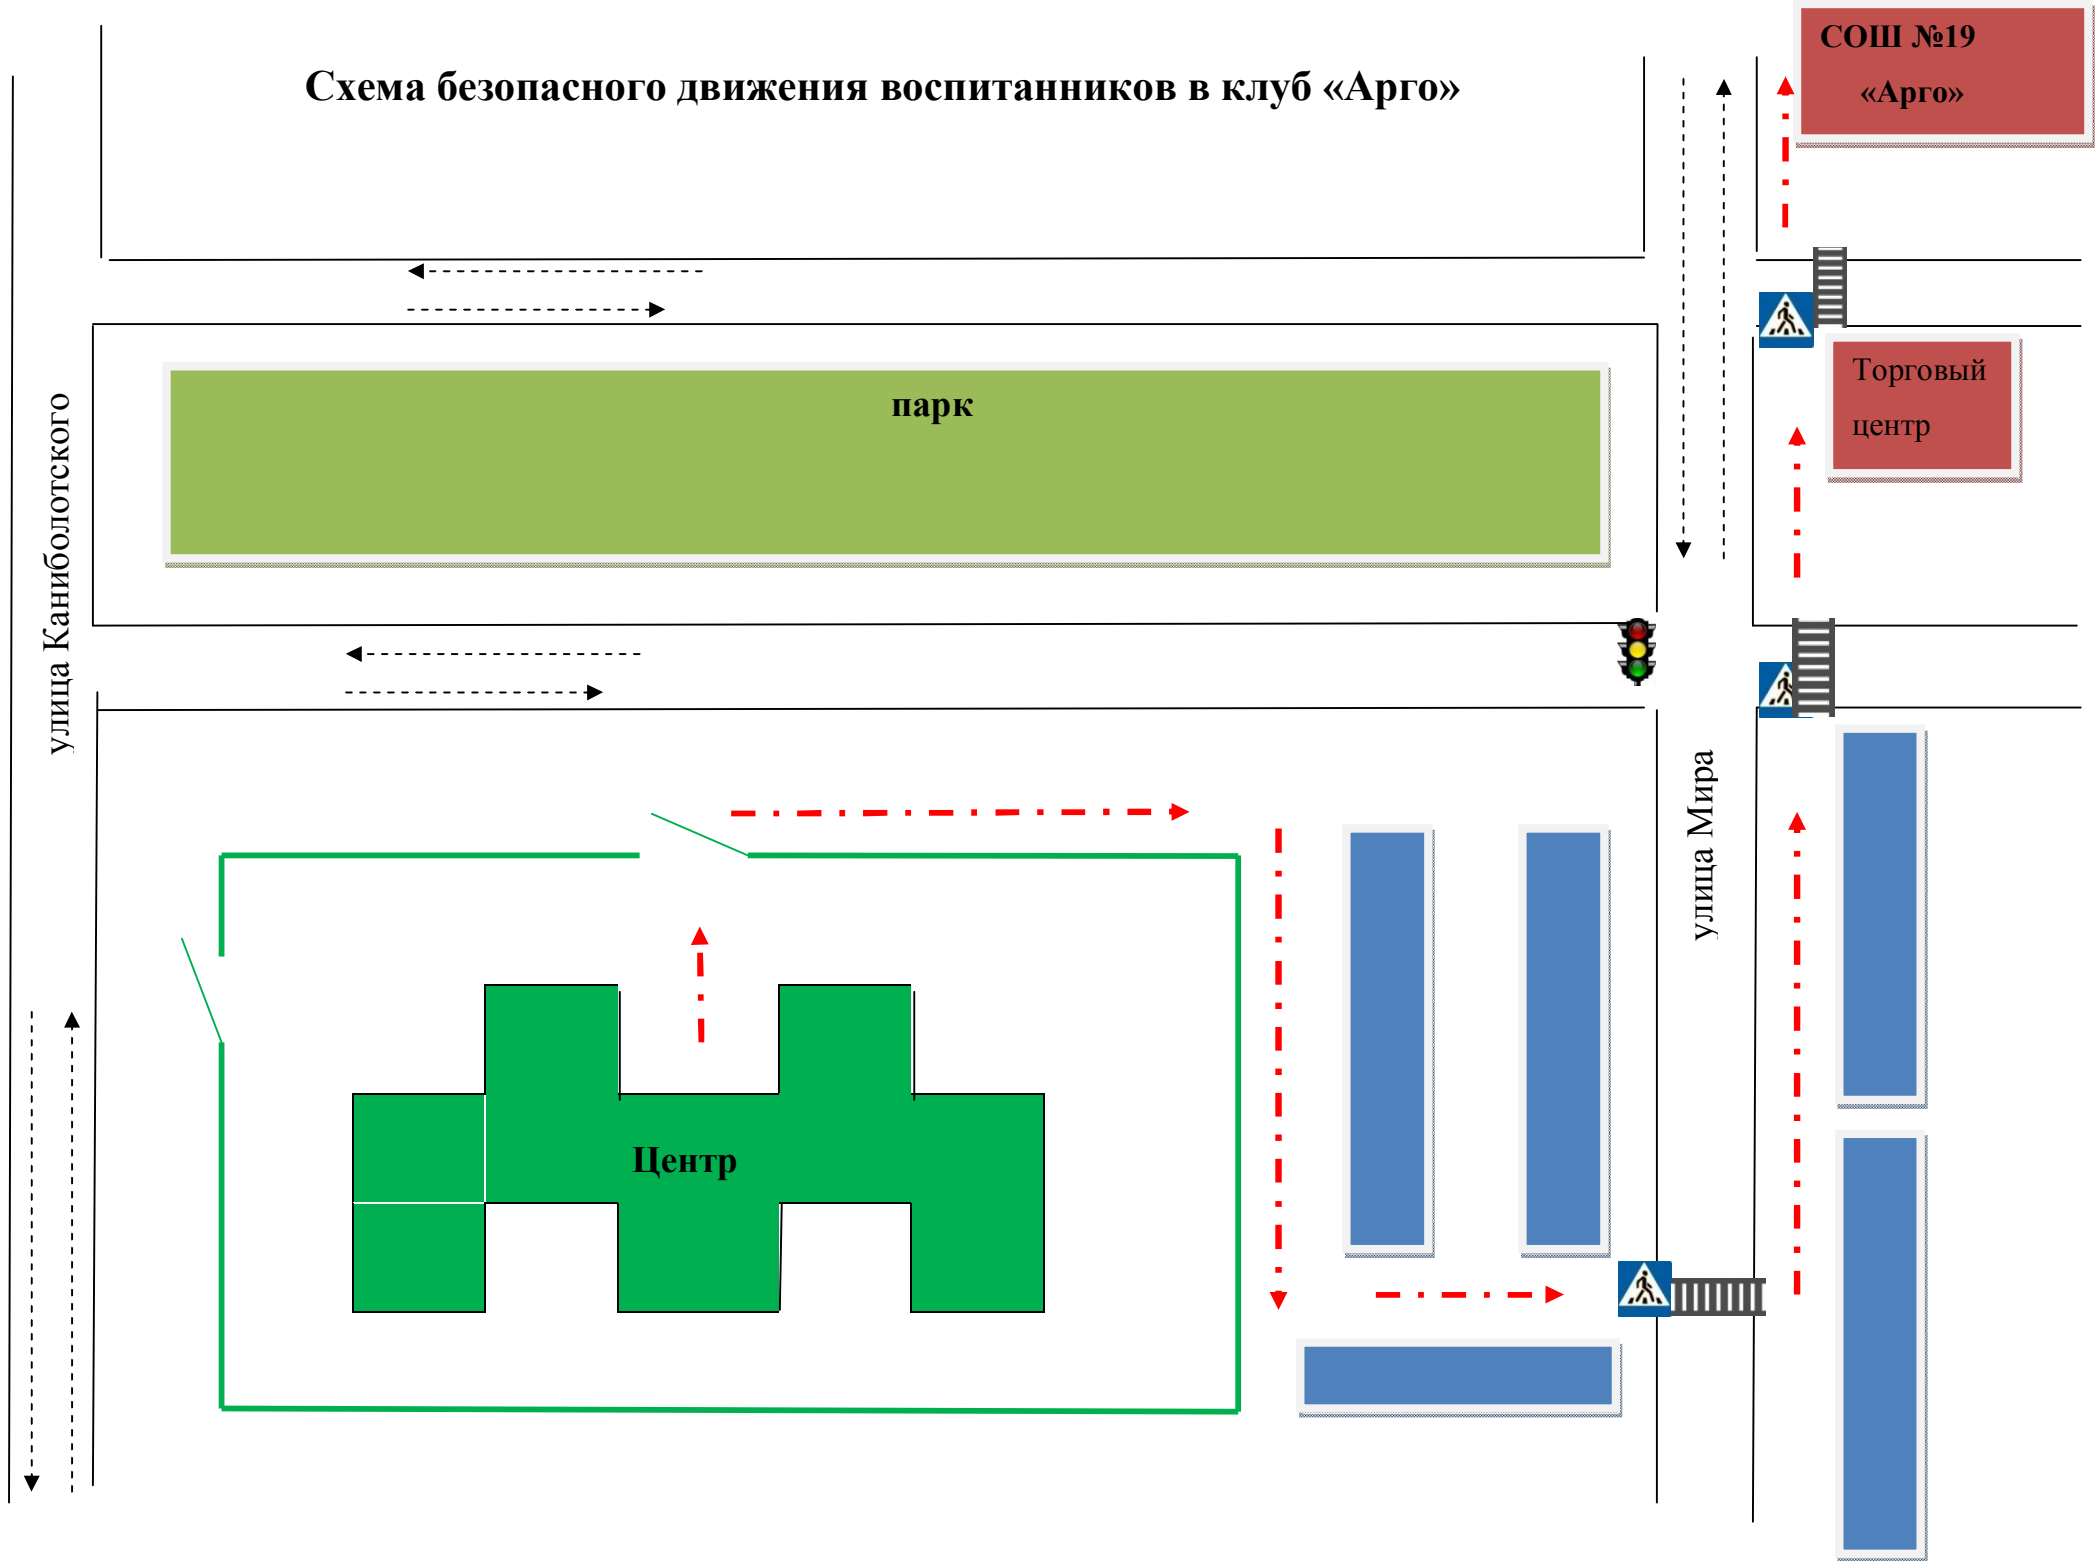 СОШ №19
«Арго»
Схема безопасного движения воспитанников в клуб «Арго»
Торговый
центр
парк
улица Каниболотского
улица Мира
Центр